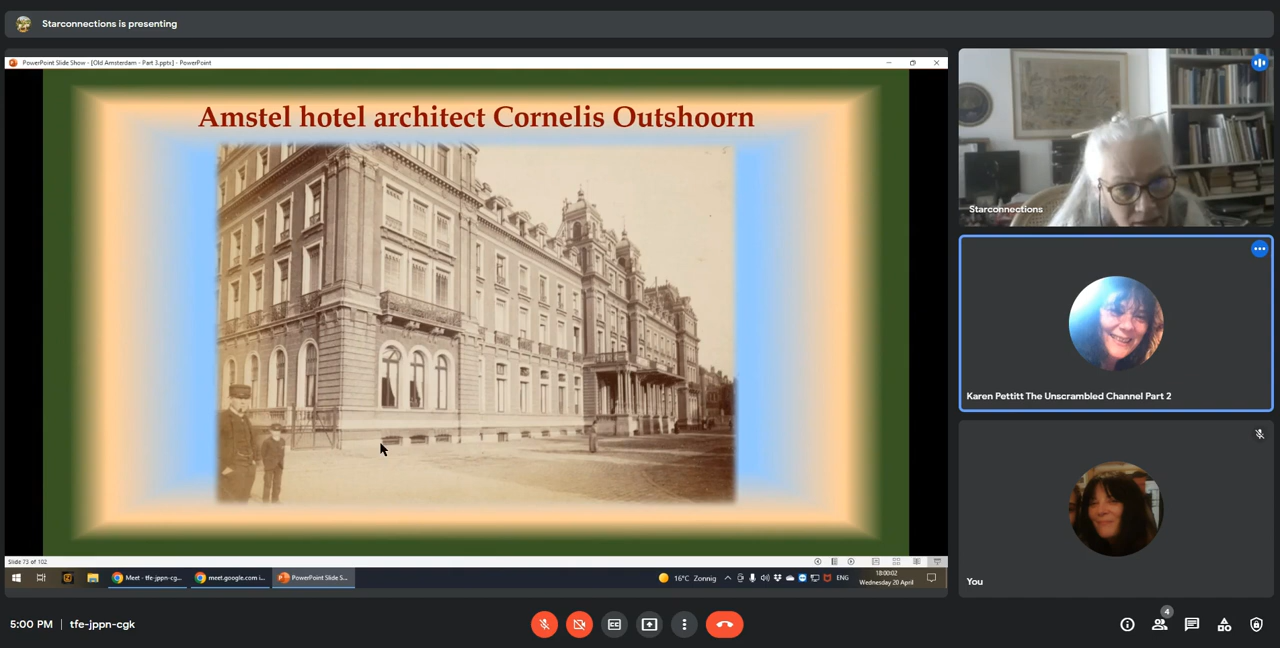 Starconnections is presenting
PowerPoint Slide Show - [Old Amsterdam - Part 3.pptx] - PowerPoint
Amstel hotel architect Cornelis Outshoorn
Starconnections
Karen Pettitt The Unscrambled Channel Part 2
You
Slide 73 of 102
Meet - tfe-jppn-cg...
meet.google.com i...
PowerPoint Slide S...
16°C Zonnig
ENG
18:00:02
Wednesday 20 April
5:00 PM | tfe-jppn-cgk
4